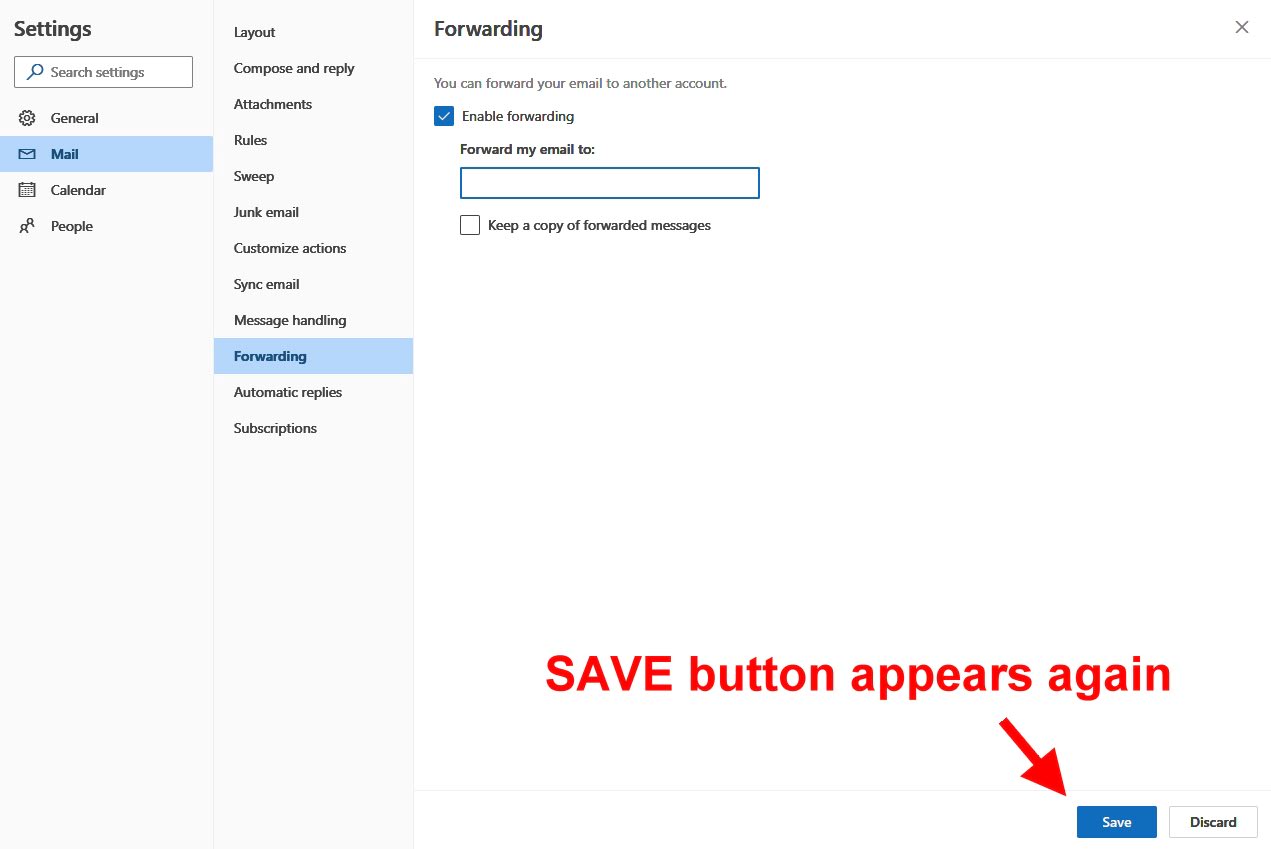 Settings
Search settings
General
Mail
Calendar
People
Layout
Compose and reply
Attachments
Rules
Sweep
Junk email
Customize actions
Sync email
Message handling
Forwarding
Automatic replies
Subscriptions
Forwarding
You can forward your email to another account.
Enable forwarding
Forward my email to:
Keep a copy of forwarded messages
SAVE button appears again
Save
Discard